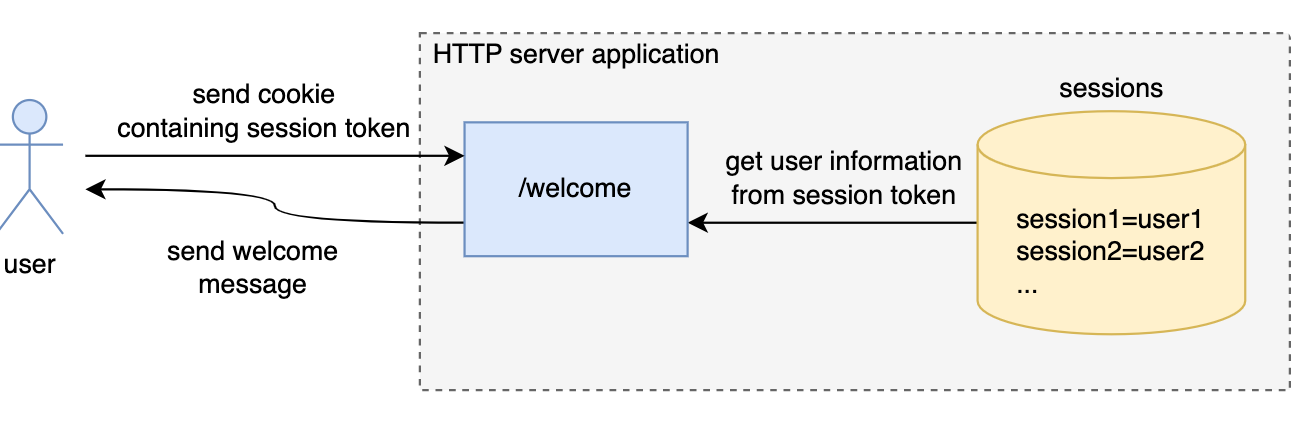 HTTP server application
sessions
send cookie
containing session token
get user information
from session token
/welcome
session1=user1
session2=user2
...
send welcome
message
user